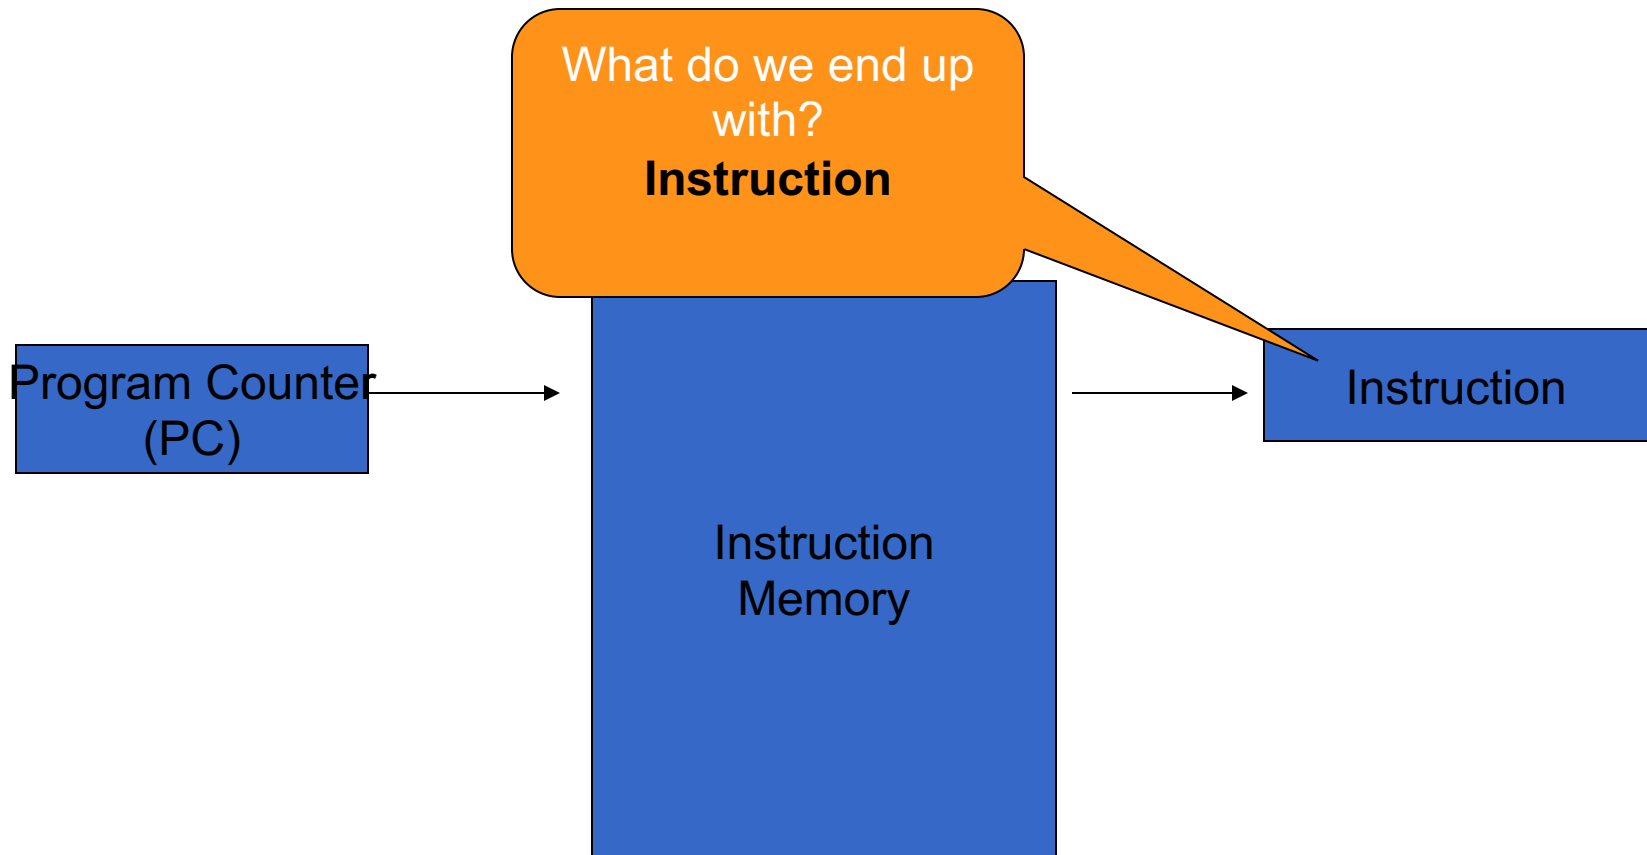 What do we end up
with?
Instruction
Program Counter
(PC)
Instruction
Memory
Instruction